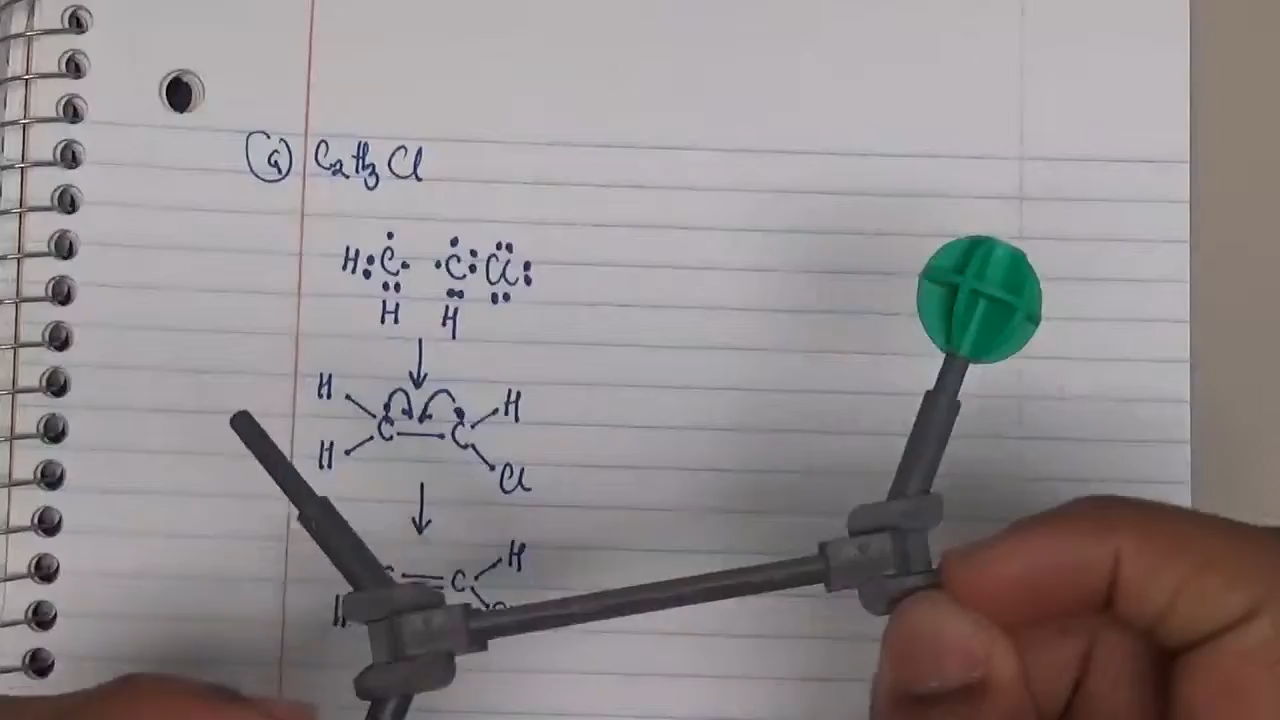 (a) C₂H₃Cl
H:Ċ· ·Ċ:Cl:
H H
H H
C—C
H Cl
H
=C
H